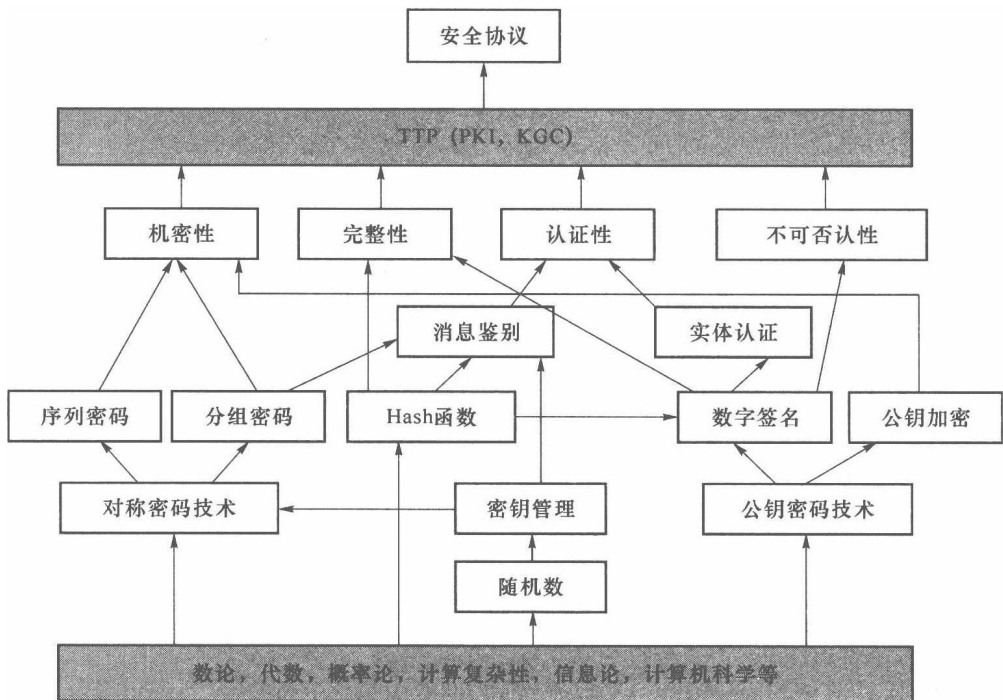 安全协议
TTP (PKI, KGC)
机密性
完整性
认证性
不可否认性
消息鉴别
实体认证
序列密码
分组密码
Hash函数
数字签名
公钥加密
对称密码技术
密钥管理
公钥密码技术
随机数
数论，代数，概率论，计算复杂性，信息论，计算机科学等